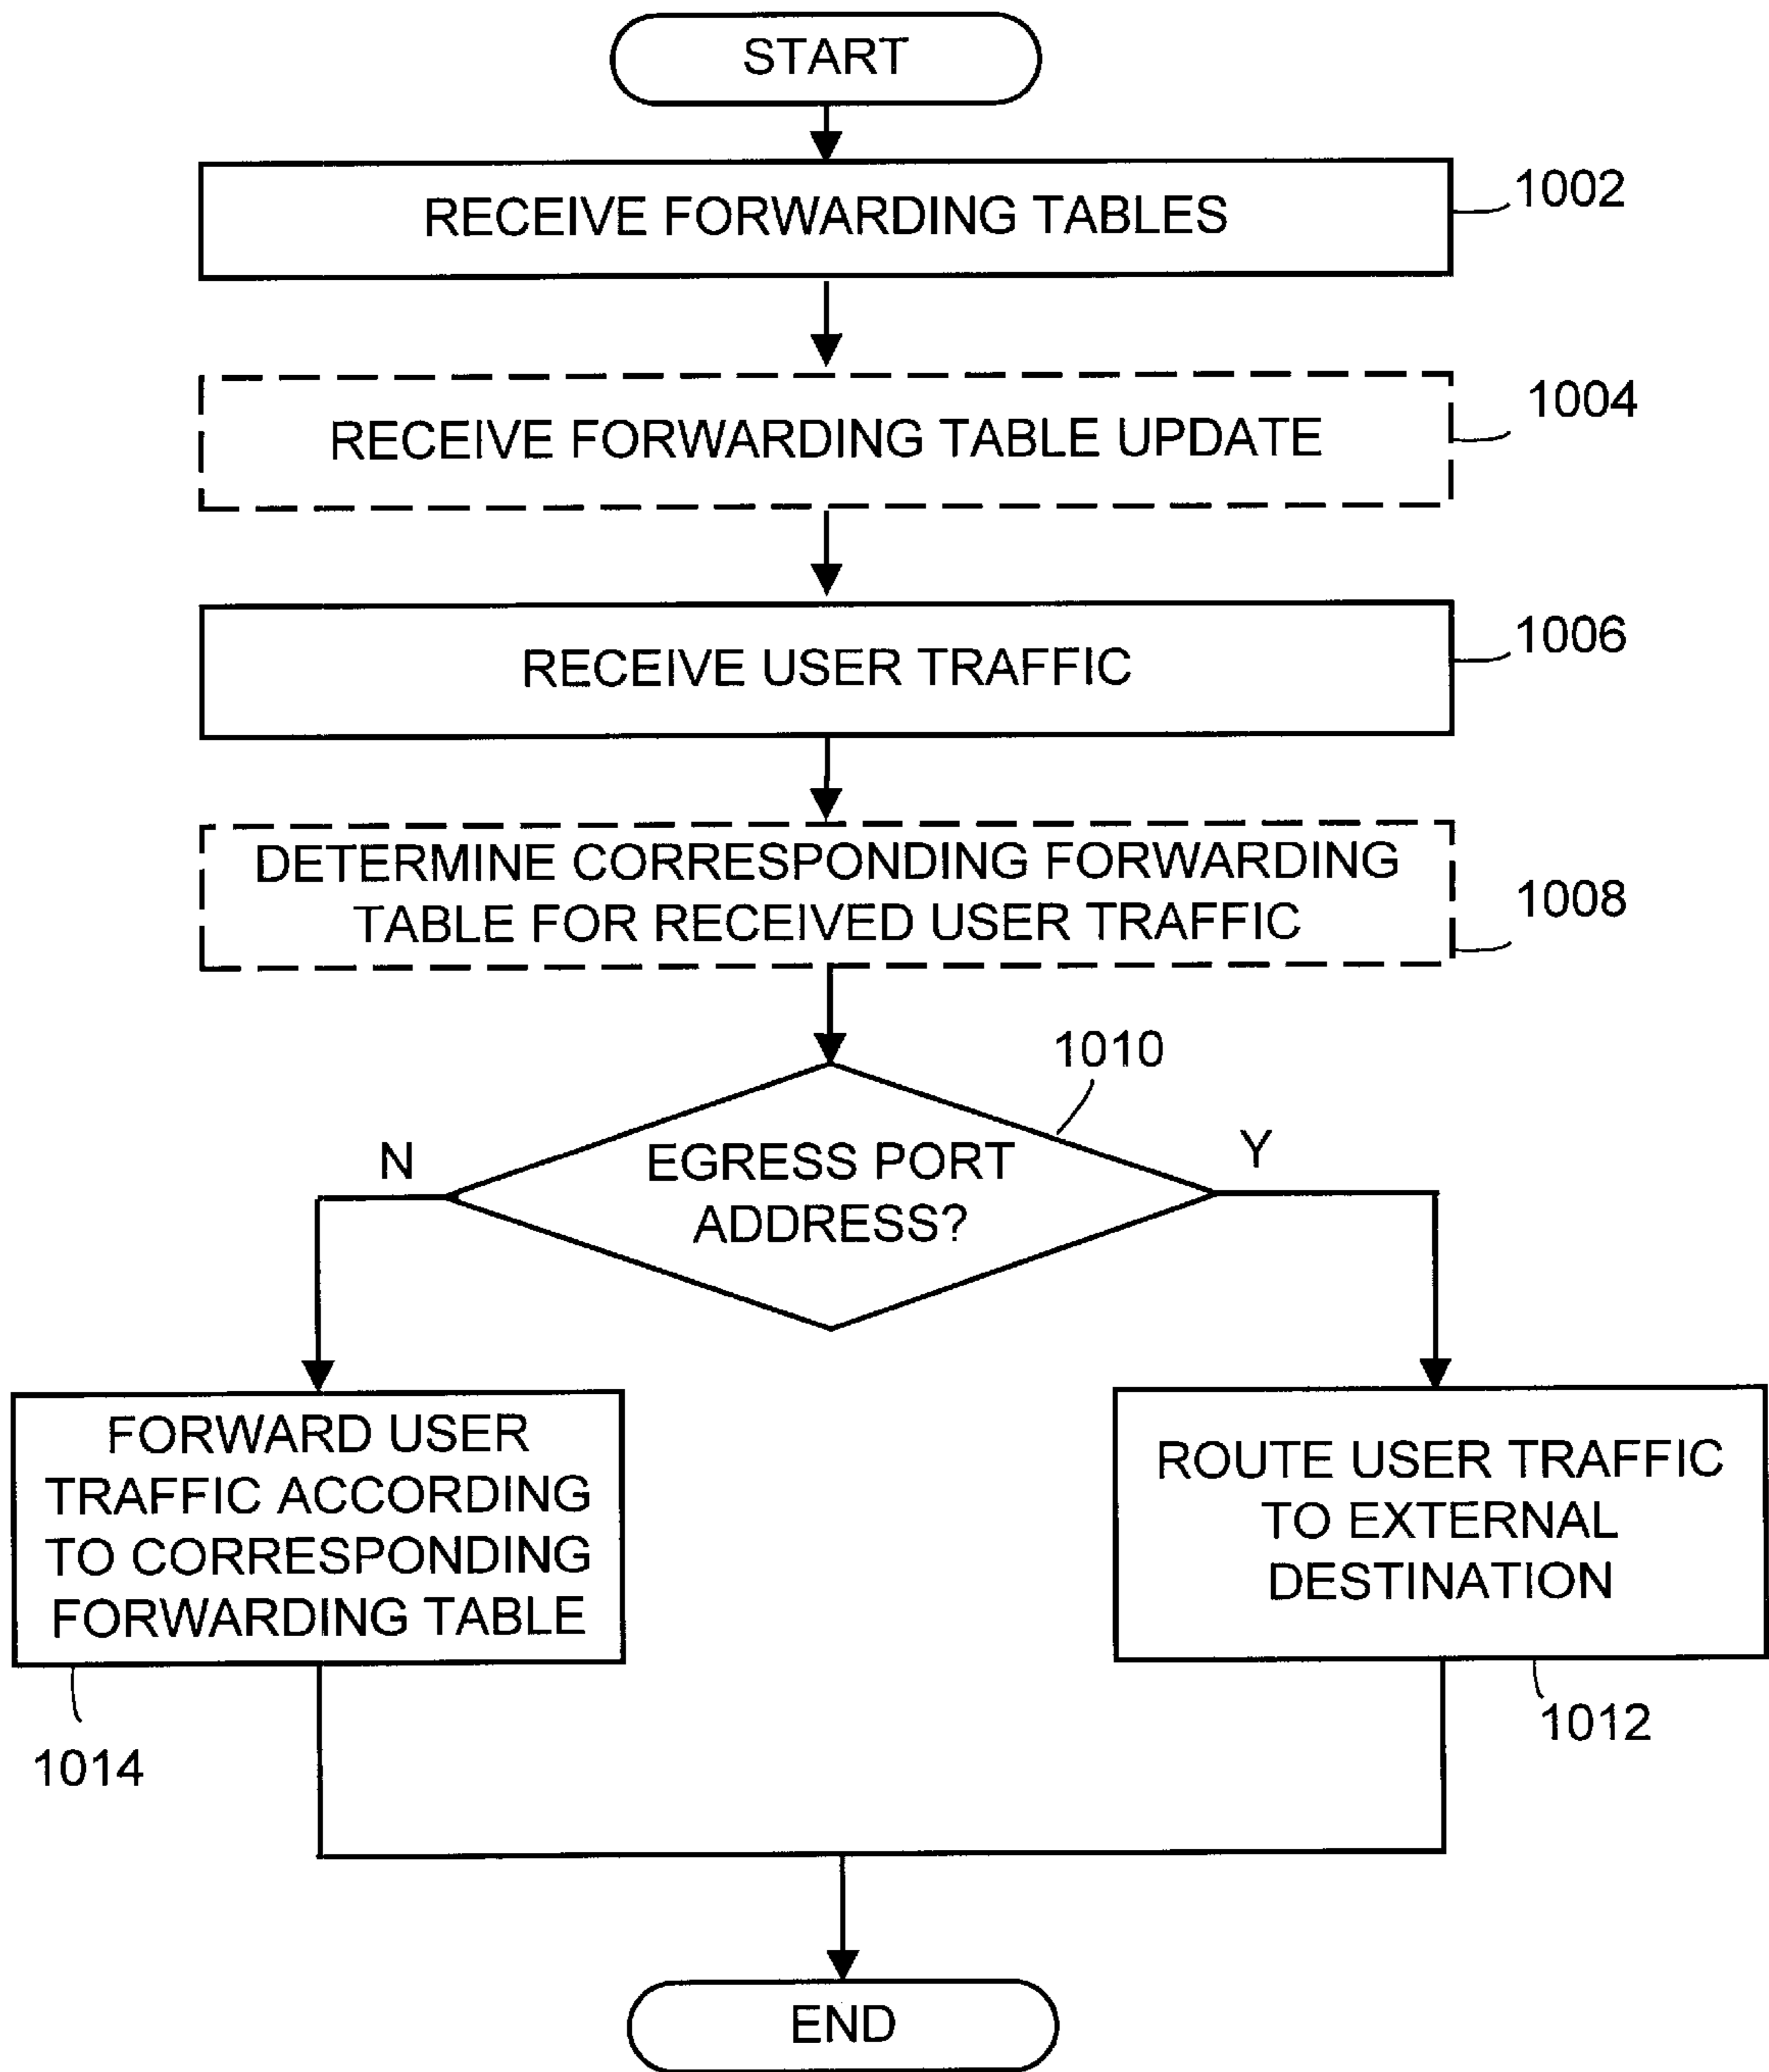 START
RECEIVE FORWARDING TABLES
1002
RECEIVE FORWARDING TABLE UPDATE
1004
RECEIVE USER TRAFFIC
1006
DETERMINE CORRESPONDING FORWARDING
TABLE FOR RECEIVED USER TRAFFIC
1008
1010
N
EGRESS PORT
ADDRESS?
Y
FORWARD USER
TRAFFIC ACCORDING
TO CORRESPONDING
FORWARDING TABLE
1014
ROUTE USER TRAFFIC
TO EXTERNAL
DESTINATION
1012
END